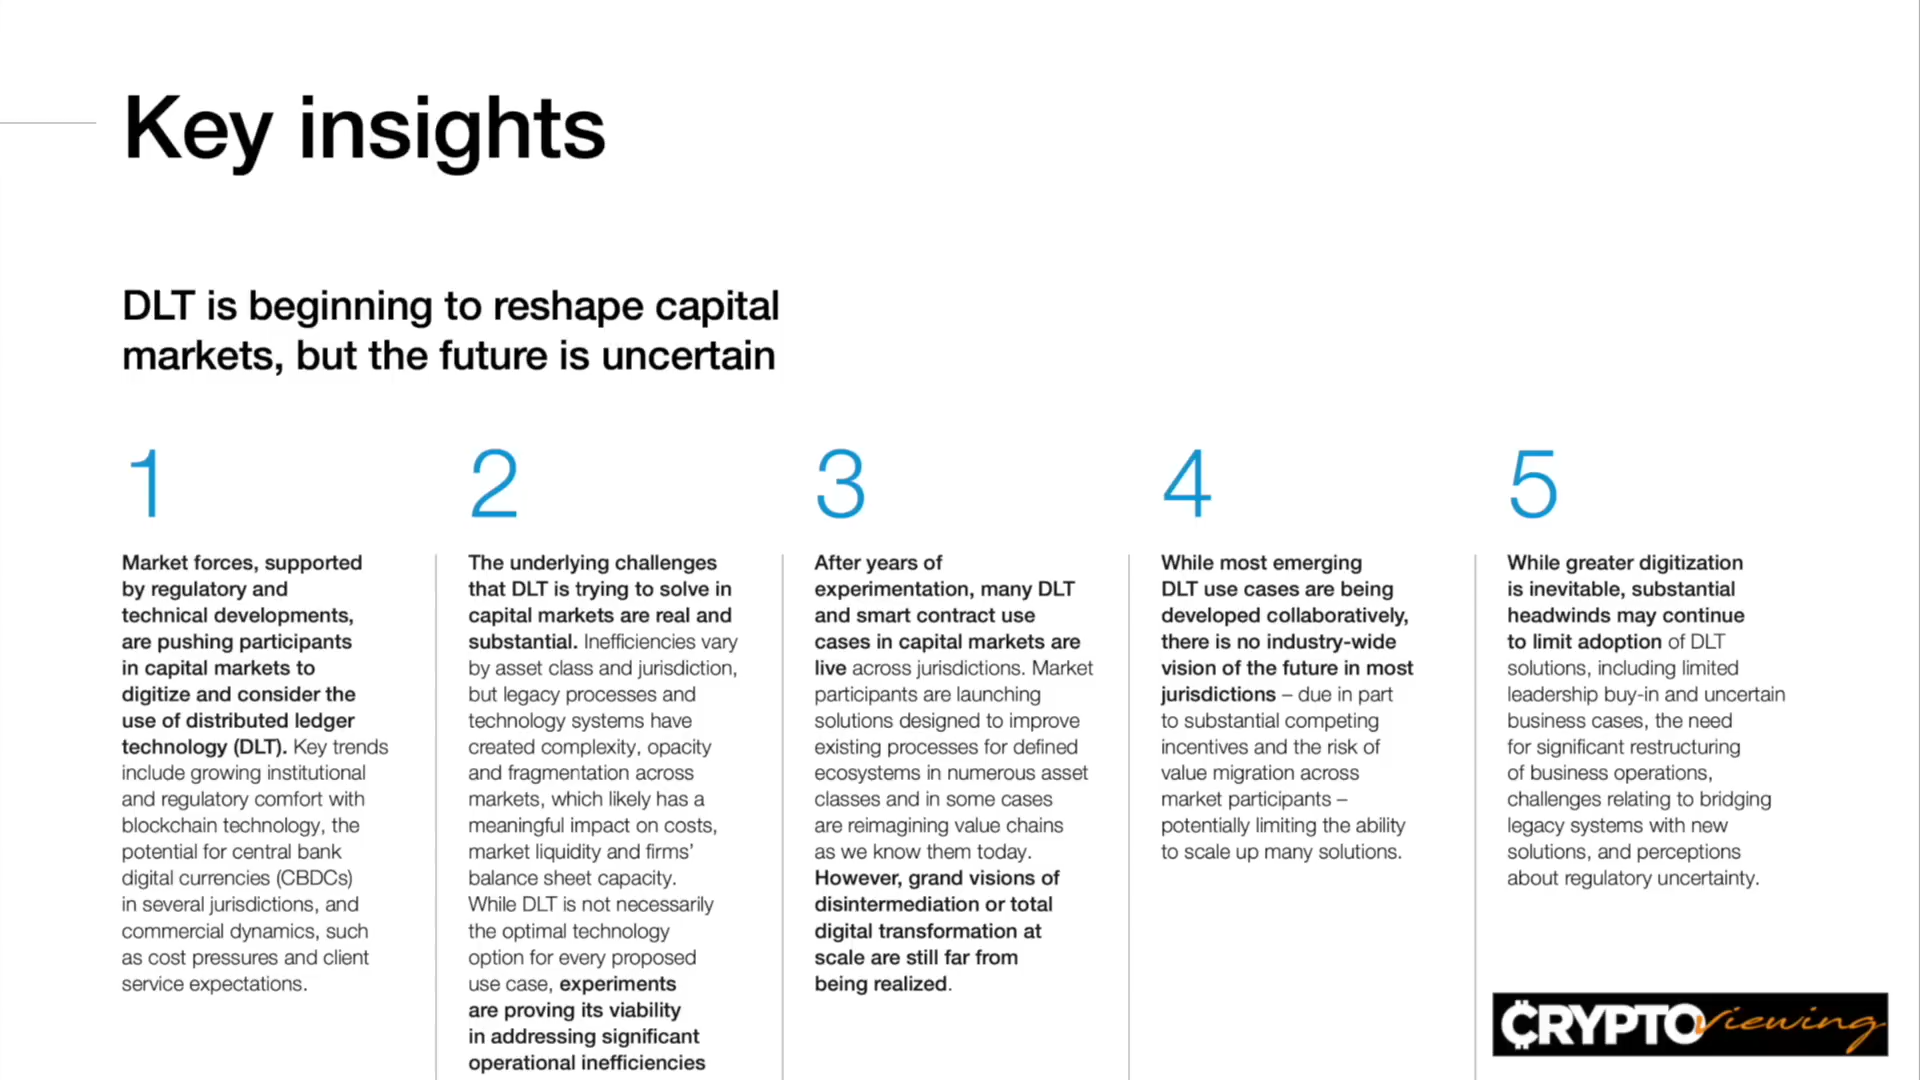 Key insights
DLT is beginning to reshape capital
markets, but the future is uncertain
1
Market forces, supported
by regulatory and
technical developments,
are pushing participants
in capital markets to
digitize and consider the
use of distributed ledger
technology (DLT). Key trends
include growing institutional
and regulatory comfort with
blockchain technology, the
potential for central bank
digital currencies (CBDCs)
in several jurisdictions, and
commercial dynamics, such
as cost pressures and client
service expectations.
2
The underlying challenges
that DLT is trying to solve in
capital markets are real and
substantial. Inefficiencies vary
by asset class and jurisdiction,
but legacy processes and
technology systems have
created complexity, opacity
and fragmentation across
markets, which likely has a
meaningful impact on costs,
market liquidity and firms’
balance sheet capacity.
While DLT is not necessarily
the optimal technology
option for every proposed
use case, experiments
are proving its viability
in addressing significant
operational inefficiencies
3
After years of
experimentation, many DLT
and smart contract use
cases in capital markets are
live across jurisdictions. Market
participants are launching
solutions designed to improve
existing processes for defined
ecosystems in numerous asset
classes and in some cases
are reimagining value chains
as we know them today.
However, grand visions of
disintermediation or total
digital transformation at
scale are still far from
being realized.
4
While most emerging
DLT use cases are being
developed collaboratively,
there is no industry-wide
vision of the future in most
jurisdictions – due in part
to substantial competing
incentives and the risk of
value migration across
market participants –
potentially limiting the ability
to scale up many solutions.
5
While greater digitization
is inevitable, substantial
headwinds may continue
to limit adoption of DLT
solutions, including limited
leadership buy-in and uncertain
business cases, the need
for significant restructuring
of business operations,
challenges relating to bridging
legacy systems with new
solutions, and perceptions
about regulatory uncertainty.
CRYPTOviewing